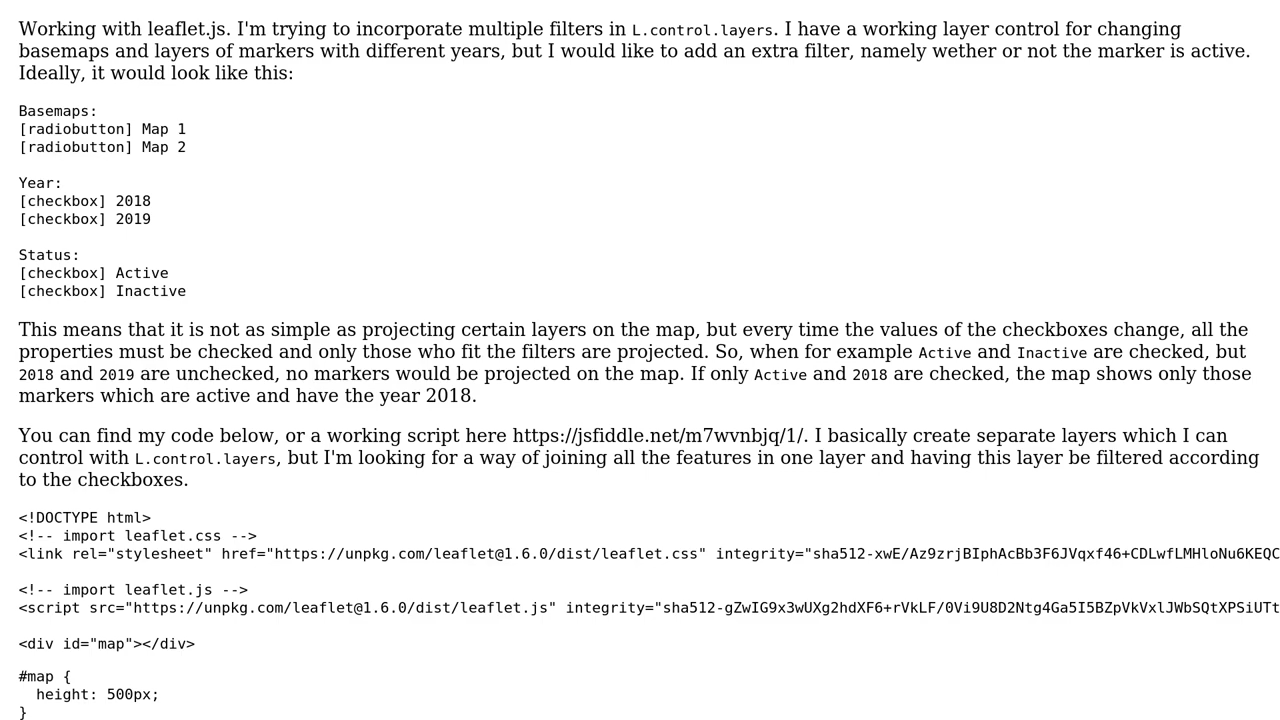 Working with leaflet.js. I'm trying to incorporate multiple filters in L.control.layers. I have a working layer control for changing
basemaps and layers of markers with different years, but I would like to add an extra filter, namely wether or not the marker is active.
Ideally, it would look like this:
Basemaps:
[radiobutton] Map 1
[radiobutton] Map 2
Year:
[checkbox] 2018
[checkbox] 2019
Status:
[checkbox] Active
[checkbox] Inactive
This means that it is not as simple as projecting certain layers on the map, but every time the values of the checkboxes change, all the
properties must be checked and only those who fit the filters are projected. So, when for example Active and Inactive are checked, but
2018 and 2019 are unchecked, no markers would be projected on the map. If only Active and 2018 are checked, the map shows only those
markers which are active and have the year 2018.
You can find my code below, or a working script here https://jsfiddle.net/m7wvnbjq/1/. I basically create separate layers which I can
control with L.control.layers, but I'm looking for a way of joining all the features in one layer and having this layer be filtered according
to the checkboxes.
<!DOCTYPE html>
<!-- import leaflet.css -->
<link rel="stylesheet" href="https://unpkg.com/leaflet@1.6.0/dist/leaflet.css" integrity="sha512-xwE/Az9zrjBIphAcBb3F6JVqxf46+CDLwfLMHloNu6KEQC
<!-- import leaflet.js -->
<script src="https://unpkg.com/leaflet@1.6.0/dist/leaflet.js" integrity="sha512-gZwIG9x3wUXg2hdXF6+rVkLF/0Vi9U8D2Ntg4Ga5I5BZpVkVxlJWbSQtXPSiUTt
<div id="map"></div>
#map {
  height: 500px;
}